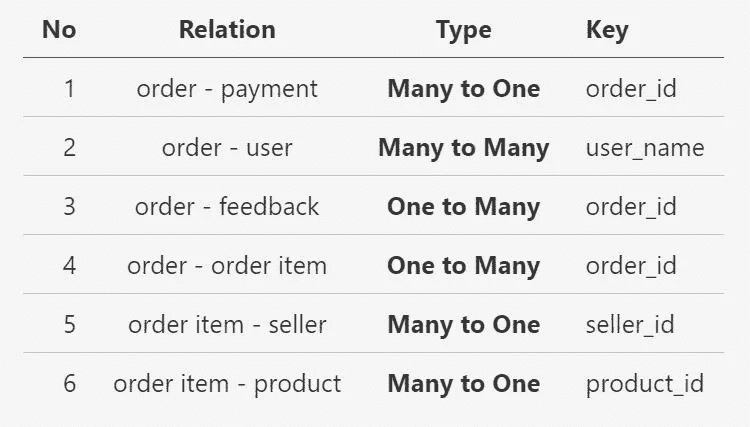 No Relation Type Key
1 order - payment Many to One order_id
2 order - user Many to Many user_name
3 order - feedback One to Many order_id
4 order - order item One to Many order_id
5 order item - seller Many to One seller_id
6 order item - product Many to One product_id